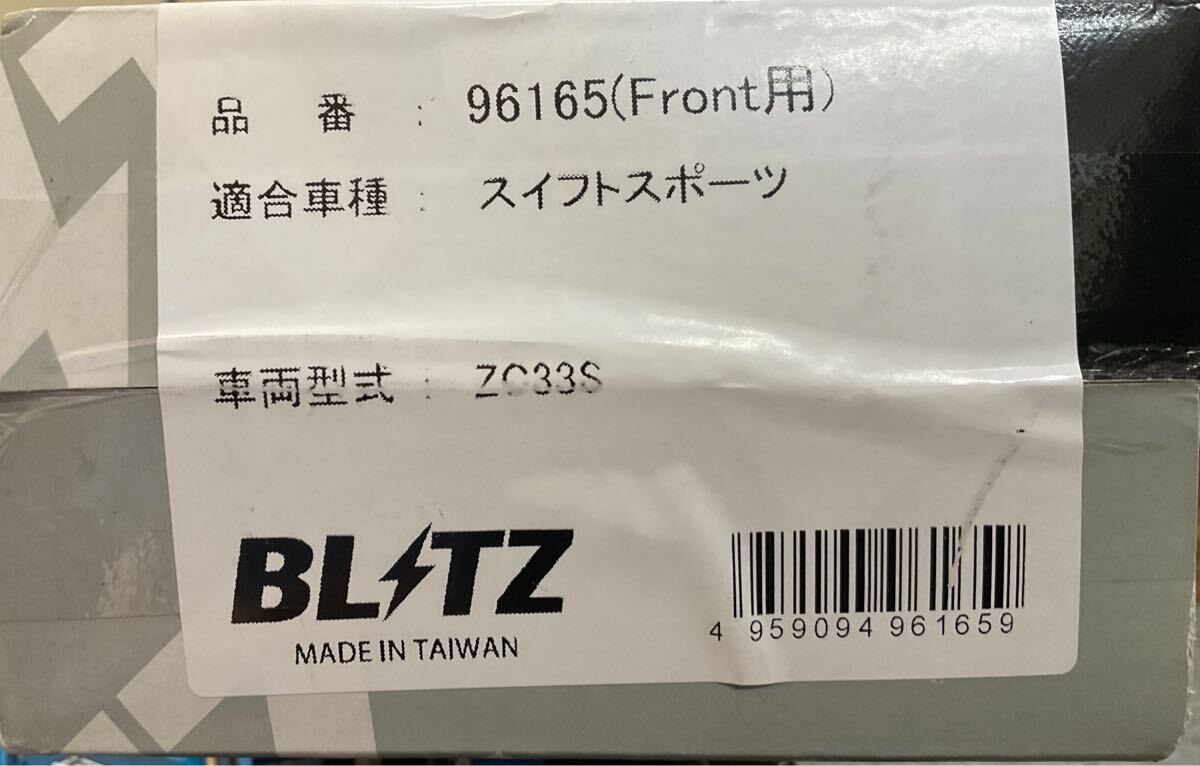 品　番 : 96165(Front用)
適合車種 : スイフトスポーツ
車両型式 : ZC33S
BLITZ
MADE IN TAIWAN
4 959094 961659